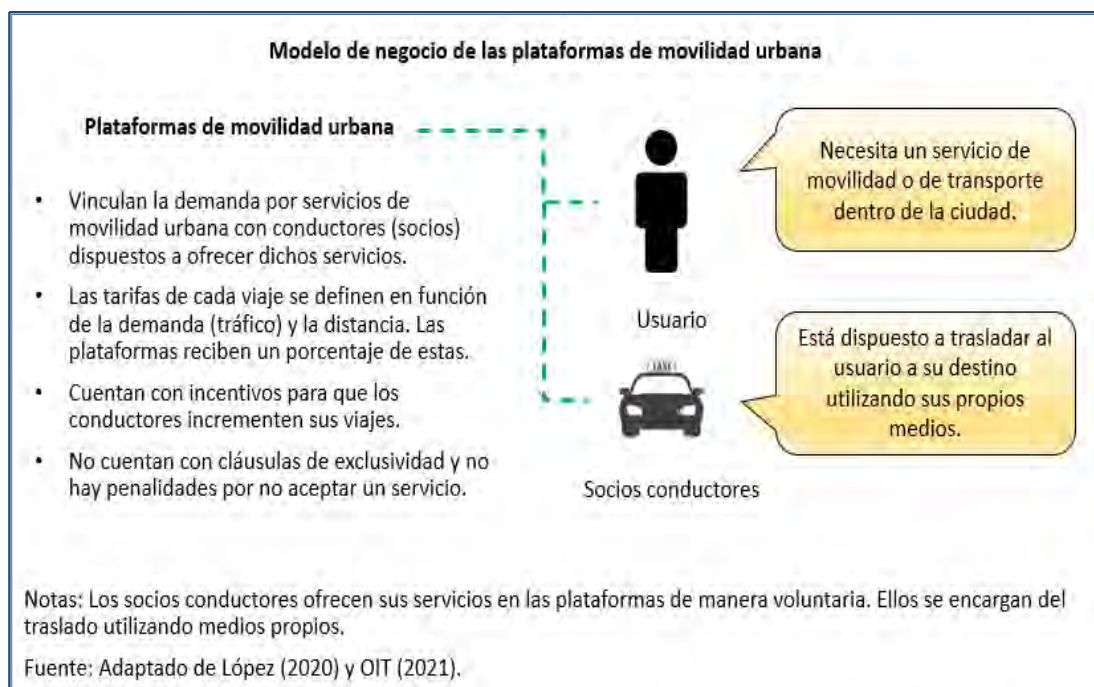 Modelo de negocio de las plataformas de movilidad urbana
Plataformas de movilidad urbana
• Vinculan la demanda por servicios de
movilidad urbana con conductores (socios)
dispuestos a ofrecer dichos servicios.
• Las tarifas de cada viaje se definen en función
de la demanda (tráfico) y la distancia. Las
plataformas reciben un porcentaje de estas.
• Cuentan con incentivos para que los
conductores incrementen sus viajes.
• No cuentan con cláusulas de exclusividad y no
hay penalidades por no aceptar un servicio.
Necesita un servicio de
movilidad o de transporte
dentro de la ciudad.
Usuario
Está dispuesto a trasladar al
usuario a su destino
utilizando sus propios
medios.
TAXI
Socios conductores
Notas: Los socios conductores ofrecen sus servicios en las plataformas de manera voluntaria. Ellos se encargan del
traslado utilizando medios propios.
Fuente: Adaptado de López (2020) y OIT (2021).